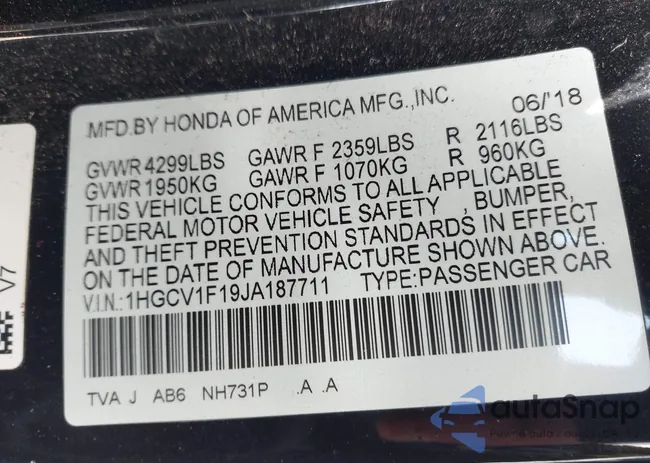 MFD.BY HONDA OF AMERICA MFG.,INC. 06/'18
GVWR 4299LBS GAWR F 2359LBS R 2116LBS
GVWR 1950KG GAWR F 1070KG R 960KG
THIS VEHICLE CONFORMS TO ALL APPLICABLE
FEDERAL MOTOR VEHICLE SAFETY , BUMPER,
AND THEFT PREVENTION STANDARDS IN EFFECT
ON THE DATE OF MANUFACTURE SHOWN ABOVE.
V.I.N.:1HGCV1F19JA187711 TYPE:PASSENGER CAR
TVA J AB6 NH731P .A .A
V7
autaSnap